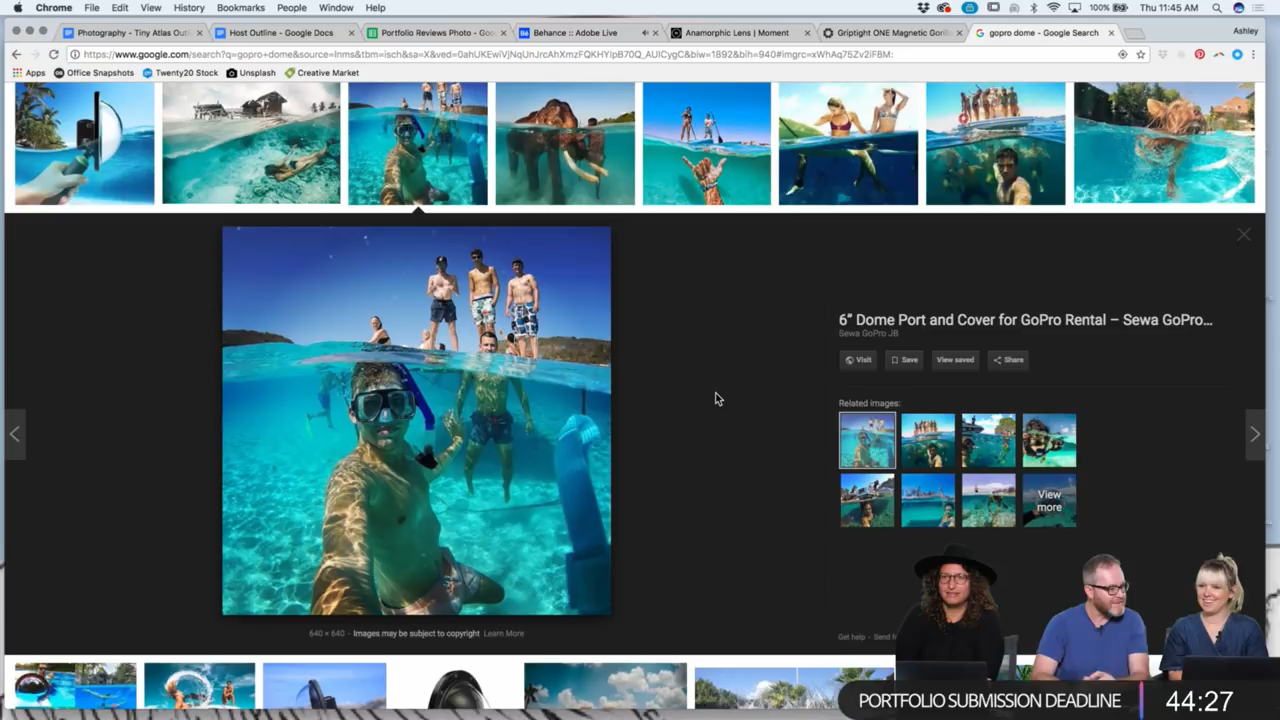 Chrome File Edit View History Bookmarks People Window Help 100% Thu 11:45 AM
Photography - Tiny Atlas Outl × Host Outline - Google Docs × Portfolio Reviews Photo - Goo × Behance :: Adobe Live × Anamorphic Lens | Moment × Griptight ONE Magnetic Gorill × gopro dome - Google Search × Ashley
https://www.google.com/search?q=gopro+dome&source=lnms&tbm=isch&sa=X&ved=0ahUKEwiVjNqUnJrcAhXmzFQKHYlpB70Q_AUICygC&biw=1892&bih=940#imgrc=xWhAq75Zv2iF8M:
Apps Office Snapshots Twenty20 Stock Unsplash Creative Market
6” Dome Port and Cover for GoPro Rental – Sewa GoPro...
Sewa GoPro JB
Visit Save View saved Share
Related images:
View
more
640 × 640 - Images may be subject to copyright Learn More
Get help - Send f
PORTFOLIO SUBMISSION DEADLINE 44:27